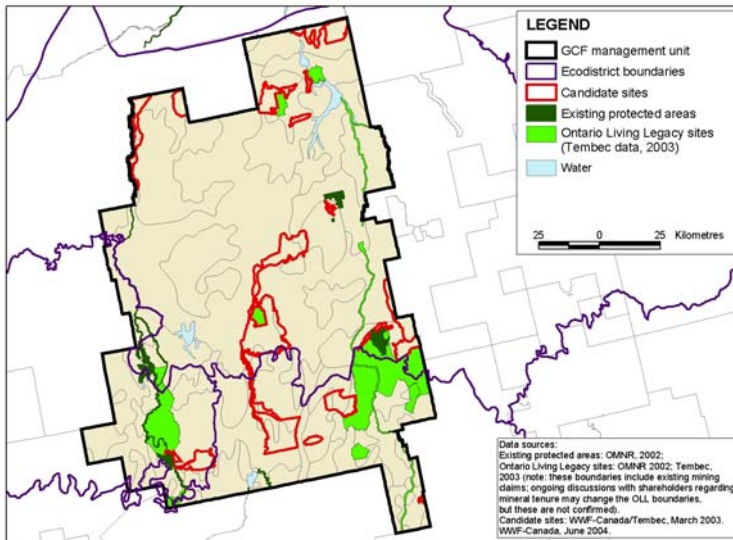 LEGEND
GCF management unit
Ecodistrict boundaries
Candidate sites
Existing protected areas
Ontario Living Legacy sites
(Tembec data, 2003)
Water
25 0 25 Kilometres
Data sources:
Existing protected areas: OMNR, 2002;
Ontario Living Legacy sites: OMNR 2002; Tembec,
2003 (note: these boundaries include existing mining
claims; ongoing discussions with shareholders regarding
mineral tenure may change the OLL boundaries,
but these are not confirmed).
Candidate sites: WWF-Canada/Tembec, March 2003.
WWF-Canada, June 2004.